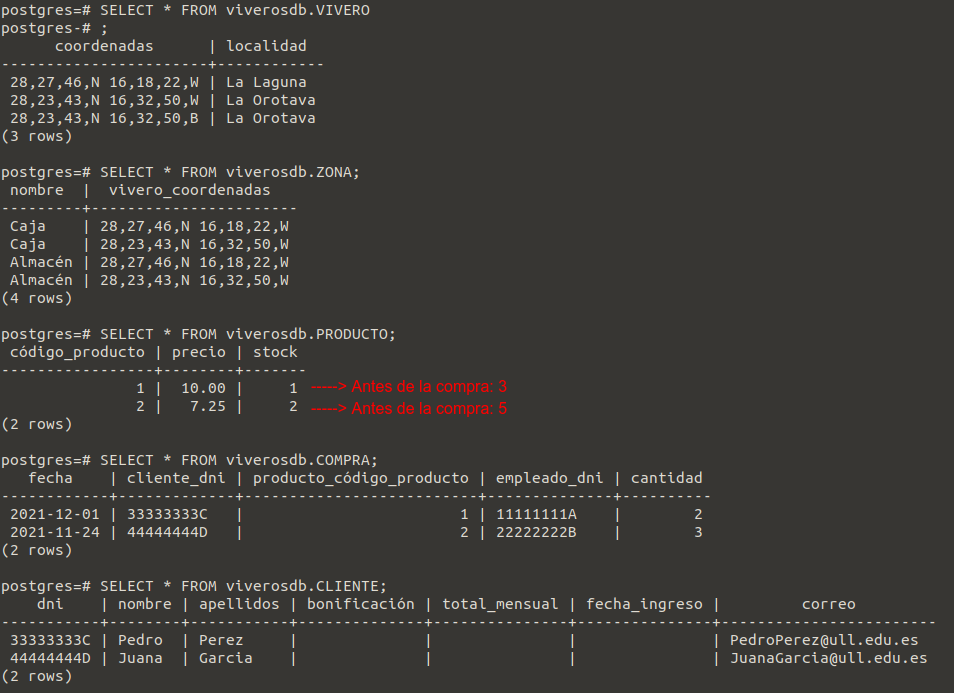 postgres=# SELECT * FROM viverosdb.VIVERO
postgres-# ;
      coordenadas      | localidad
-----------------------+------------
 28,27,46,N 16,18,22,W | La Laguna
 28,23,43,N 16,32,50,W | La Orotava
 28,23,43,N 16,32,50,B | La Orotava
(3 rows)
postgres=# SELECT * FROM viverosdb.ZONA;
 nombre  |  vivero_coordenadas
---------+-----------------------
 Caja    | 28,27,46,N 16,18,22,W
 Caja    | 28,23,43,N 16,32,50,W
 Almacén | 28,27,46,N 16,18,22,W
 Almacén | 28,23,43,N 16,32,50,W
(4 rows)
postgres=# SELECT * FROM viverosdb.PRODUCTO;
 código_producto | precio | stock
-----------------+--------+-------
               1 |  10.00 |     1 -----> Antes de la compra: 3
               2 |   7.25 |     2 -----> Antes de la compra: 5
(2 rows)
postgres=# SELECT * FROM viverosdb.COMPRA;
   fecha    | cliente_dni | producto_código_producto | empleado_dni | cantidad
------------+-------------+--------------------------+--------------+----------
 2021-12-01 | 33333333C   |                        1 | 11111111A    |        2
 2021-11-24 | 44444444D   |                        2 | 22222222B    |        3
(2 rows)
postgres=# SELECT * FROM viverosdb.CLIENTE;
    dni    | nombre | apellidos | bonificación | total_mensual | fecha_ingreso |         correo
-----------+--------+-----------+--------------+---------------+---------------+------------------------
 33333333C | Pedro  | Perez     |              |               |               | PedroPerez@ull.edu.es
 44444444D | Juana  | Garcia    |              |               |               | JuanaGarcia@ull.edu.es
(2 rows)